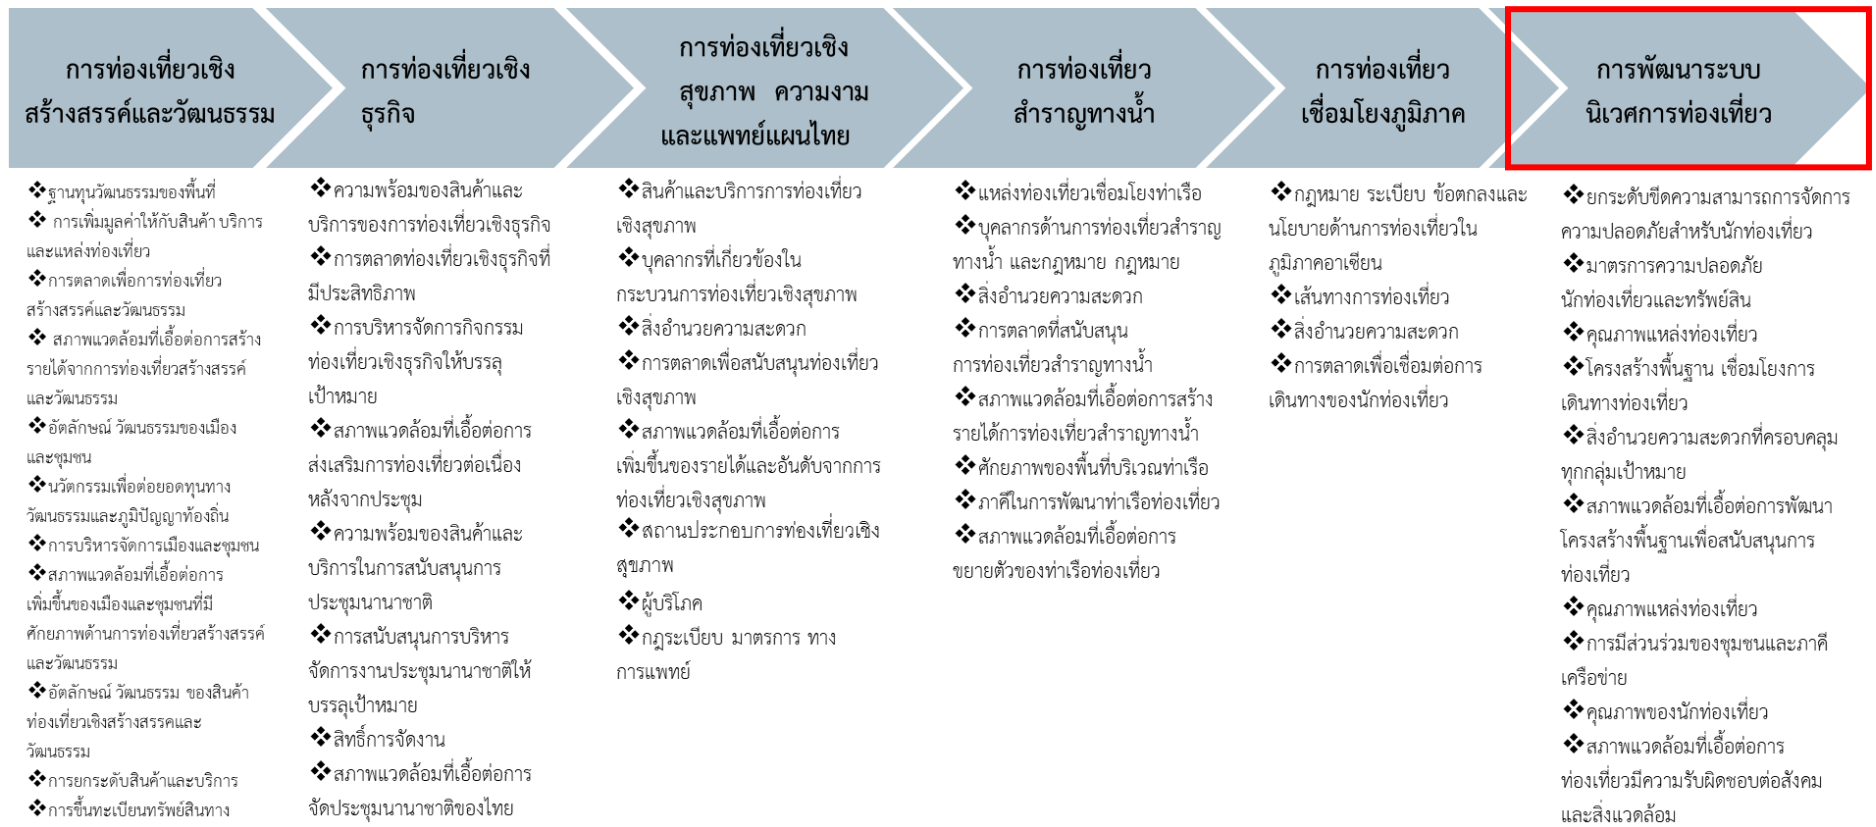 การท่องเที่ยวเชิง
สร้างสรรค์และวัฒนธรรม
การท่องเที่ยวเชิง
ธุรกิจ
การท่องเที่ยวเชิง
สุขภาพ ความงาม
และแพทย์แผนไทย
การท่องเที่ยว
สำราญทางน้ำ
การท่องเที่ยว
เชื่อมโยงภูมิภาค
การพัฒนาระบบ
นิเวศการท่องเที่ยว
❖ฐานทุนวัฒนธรรมของพื้นที่
❖ การเพิ่มมูลค่าให้กับสินค้า บริการ
และแหล่งท่องเที่ยว
❖การตลาดเพื่อการท่องเที่ยว
สร้างสรรค์และวัฒนธรรม
❖ สภาพแวดล้อมที่เอื้อต่อการสร้าง
รายได้จากการท่องเที่ยวสร้างสรรค์
และวัฒนธรรม
❖อัตลักษณ์ วัฒนธรรมของเมือง
และชุมชน
❖นวัตกรรมเพื่อต่อยอดทุนทาง
วัฒนธรรมและภูมิปัญญาท้องถิ่น
❖การบริหารจัดการเมืองและชุมชน
❖สภาพแวดล้อมที่เอื้อต่อการ
เพิ่มขึ้นของเมืองและชุมชนที่มี
ศักยภาพด้านการท่องเที่ยวสร้างสรรค์
และวัฒนธรรม
❖อัตลักษณ์ วัฒนธรรม ของสินค้า
ท่องเที่ยวเชิงสร้างสรรคและ
วัฒนธรรม
❖การยกระดับสินค้าและบริการ
❖การขึ้นทะเบียนทรัพย์สินทาง
❖ความพร้อมของสินค้าและ
บริการของการท่องเที่ยวเชิงธุรกิจ
❖การตลาดท่องเที่ยวเชิงธุรกิจที่
มีประสิทธิภาพ
❖การบริหารจัดการกิจกรรม
ท่องเที่ยวเชิงธุรกิจให้บรรลุ
เป้าหมาย
❖สภาพแวดล้อมที่เอื้อต่อการ
ส่งเสริมการท่องเที่ยวต่อเนื่อง
หลังจากประชุม
❖ความพร้อมของสินค้าและ
บริการในการสนับสนุนการ
ประชุมนานาชาติ
❖การสนับสนุนการบริหาร
จัดการงานประชุมนานาชาติให้
บรรลุเป้าหมาย
❖สิทธิ์การจัดงาน
❖สภาพแวดล้อมที่เอื้อต่อการ
จัดประชุมนานาชาติของไทย
❖สินค้าและบริการการท่องเที่ยว
เชิงสุขภาพ
❖บุคลากรที่เกี่ยวข้องใน
กระบวนการท่องเที่ยวเชิงสุขภาพ
❖สิ่งอำนวยความสะดวก
❖การตลาดเพื่อสนับสนุนท่องเที่ยว
เชิงสุขภาพ
❖สภาพแวดล้อมที่เอื้อต่อการ
เพิ่มขึ้นของรายได้และอันดับจากการ
ท่องเที่ยวเชิงสุขภาพ
❖สถานประกอบการท่องเที่ยวเชิง
สุขภาพ
❖ผู้บริโภค
❖กฎระเบียบ มาตรการ ทาง
การแพทย์
❖แหล่งท่องเที่ยวเชื่อมโยงท่าเรือ
❖บุคลากรด้านการท่องเที่ยวสำราญ
ทางน้ำ และกฎหมาย กฎหมาย
❖สิ่งอำนวยความสะดวก
❖การตลาดที่สนับสนุน
การท่องเที่ยวสำราญทางน้ำ
❖สภาพแวดล้อมที่เอื้อต่อการสร้าง
รายได้การท่องเที่ยวสำราญทางน้ำ
❖ศักยภาพของพื้นที่บริเวณท่าเรือ
❖ภาคีในการพัฒนาท่าเรือท่องเที่ยว
❖สภาพแวดล้อมที่เอื้อต่อการ
ขยายตัวของท่าเรือท่องเที่ยว
❖กฎหมาย ระเบียบ ข้อตกลงและ
นโยบายด้านการท่องเที่ยวใน
ภูมิภาคอาเซียน
❖เส้นทางการท่องเที่ยว
❖สิ่งอำนวยความสะดวก
❖การตลาดเพื่อเชื่อมต่อการ
เดินทางของนักท่องเที่ยว
❖ยกระดับขีดความสามารถการจัดการ
ความปลอดภัยสำหรับนักท่องเที่ยว
❖มาตรการความปลอดภัย
นักท่องเที่ยวและทรัพย์สิน
❖คุณภาพแหล่งท่องเที่ยว
❖โครงสร้างพื้นฐาน เชื่อมโยงการ
เดินทางท่องเที่ยว
❖สิ่งอำนวยความสะดวกที่ครอบคลุม
ทุกกลุ่มเป้าหมาย
❖สภาพแวดล้อมที่เอื้อต่อการพัฒนา
โครงสร้างพื้นฐานเพื่อสนับสนุนการ
ท่องเที่ยว
❖คุณภาพแหล่งท่องเที่ยว
❖การมีส่วนร่วมของชุมชนและภาคี
เครือข่าย
❖คุณภาพของนักท่องเที่ยว
❖สภาพแวดล้อมที่เอื้อต่อการ
ท่องเที่ยวมีความรับผิดชอบต่อสังคม
และสิ่งแวดล้อม